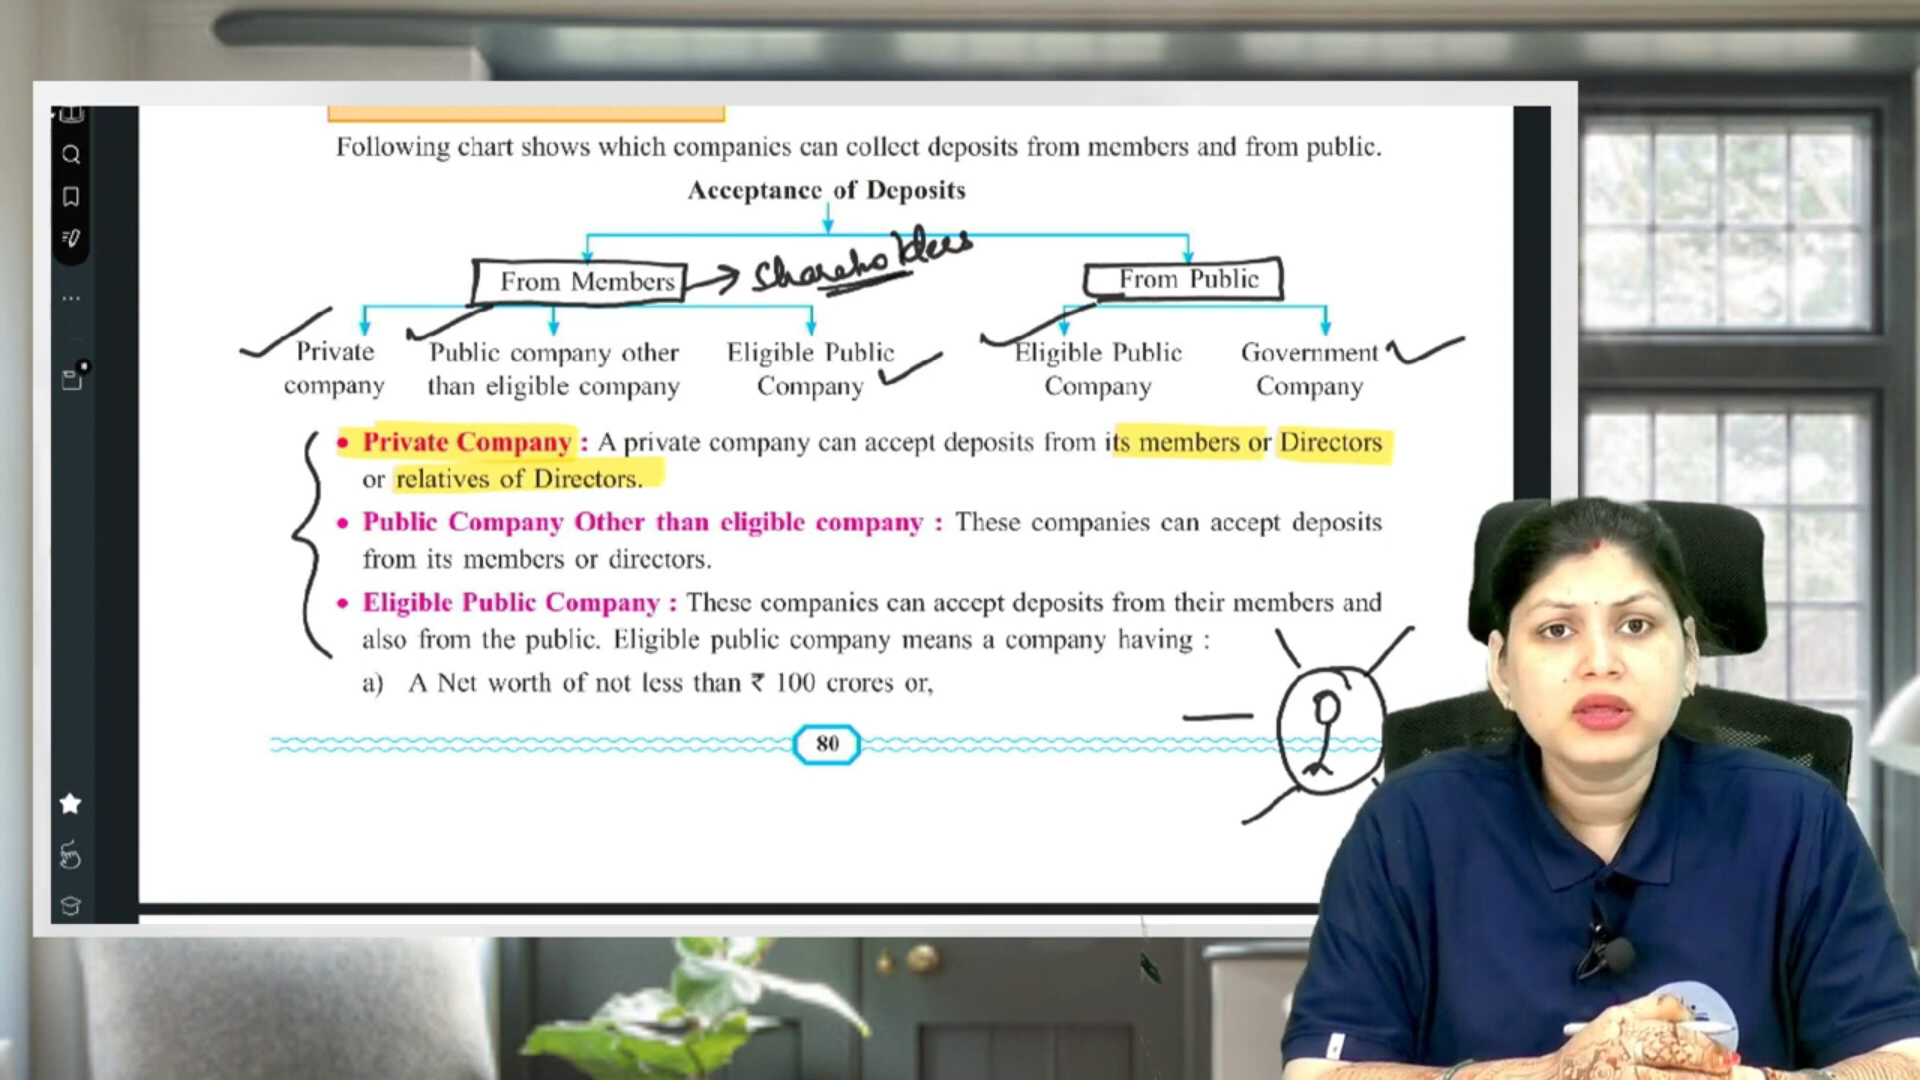 Following chart shows which companies can collect deposits from members and from public.
Acceptance of Deposits
From Members → Shareholders
From Public
Private company
Public company other than eligible company
Eligible Public Company
Eligible Public Company
Government Company
• Private Company : A private company can accept deposits from its members or Directors
or relatives of Directors.
• Public Company Other than eligible company : These companies can accept deposits
from its members or directors.
• Eligible Public Company : These companies can accept deposits from their members and
also from the public. Eligible public company means a company having :
a) A Net worth of not less than ₹ 100 crores or,
80